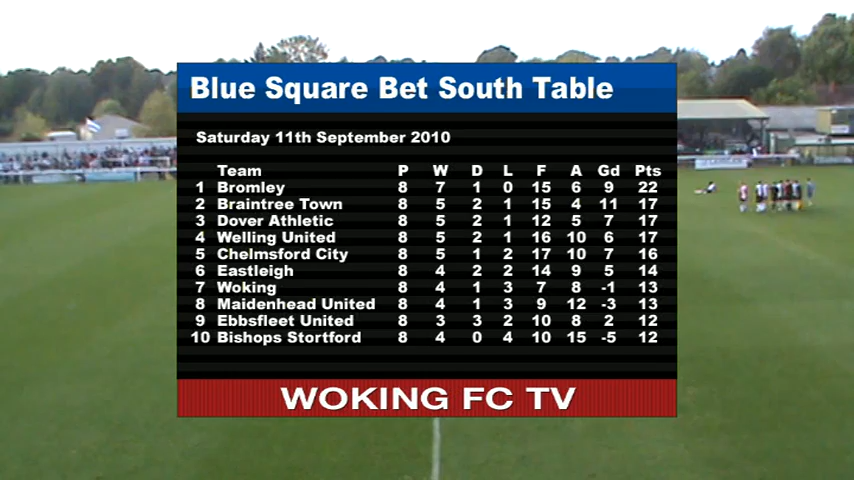 Blue Square Bet South Table
Saturday 11th September 2010
Team P W D L F A Gd Pts
1 Bromley 8 7 1 0 15 6 9 22
2 Braintree Town 8 5 2 1 15 4 11 17
3 Dover Athletic 8 5 2 1 12 5 7 17
4 Welling United 8 5 2 1 16 10 6 17
5 Chelmsford City 8 5 1 2 17 10 7 16
6 Eastleigh 8 4 2 2 14 9 5 14
7 Woking 8 4 1 3 7 8 -1 13
8 Maidenhead United 8 4 1 3 9 12 -3 13
9 Ebbsfleet United 8 3 3 2 10 8 2 12
10 Bishops Stortford 8 4 0 4 10 15 -5 12
WOKING FC TV